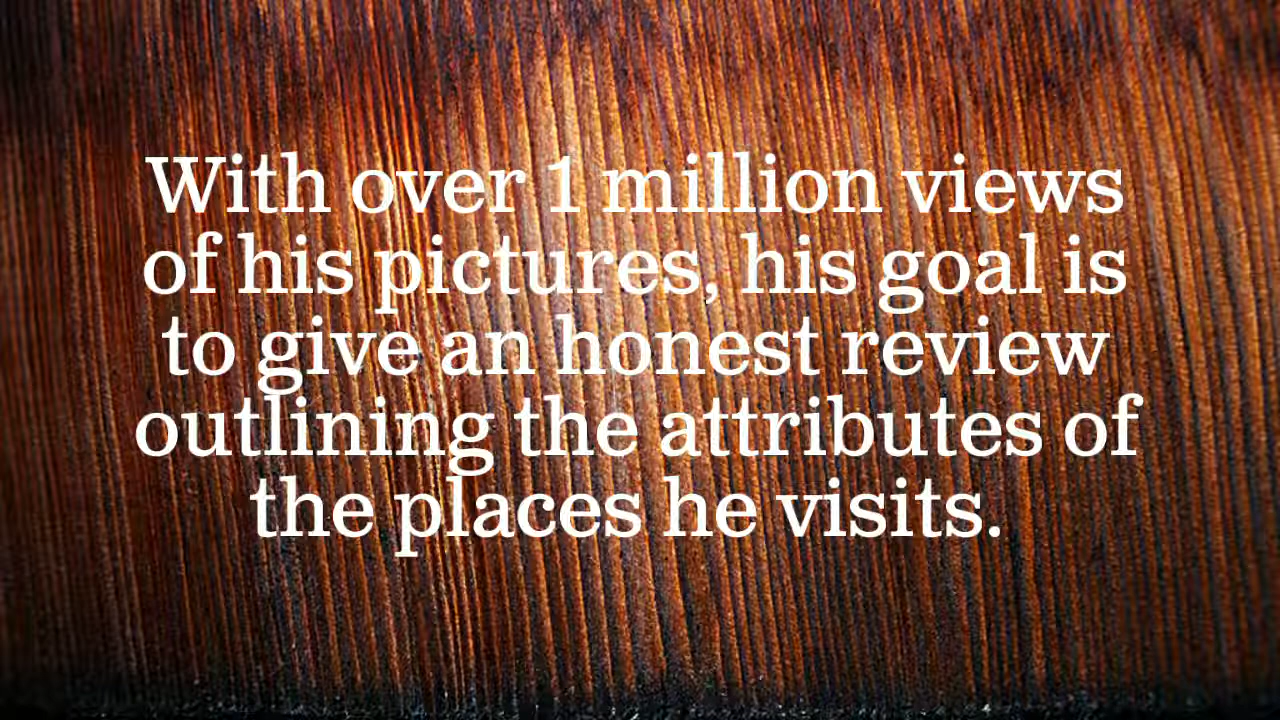 With over 1 million views
of his pictures, his goal is
to give an honest review
outlining the attributes of
the places he visits.